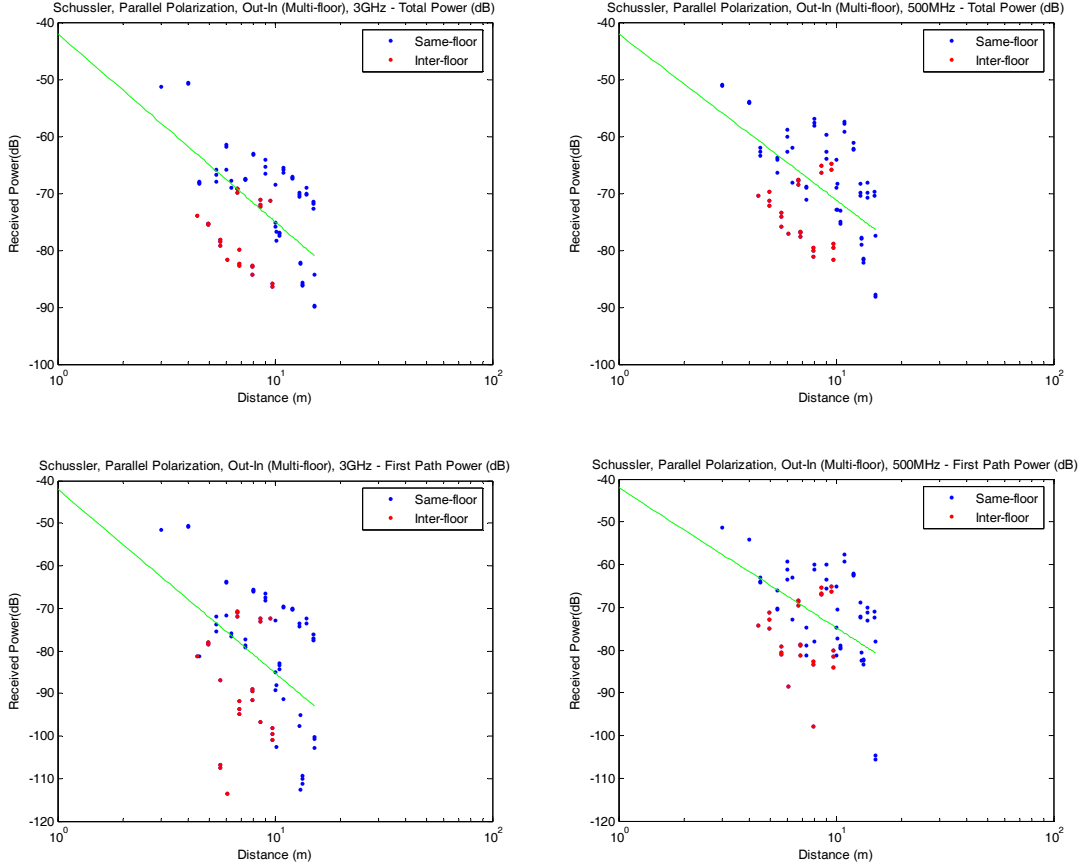 Schussler, Parallel Polarization, Out-In (Multi-floor), 3GHz - Total Power (dB)
-40
-50
-60
-70
-80
-90
-100
Received Power(dB)
Same-floor
Inter-floor
10^0
10^1
10^2
Distance (m)
Schussler, Parallel Polarization, Out-In (Multi-floor), 500MHz - Total Power (dB)
-40
-50
-60
-70
-80
-90
-100
Received Power(dB)
Same-floor
Inter-floor
10^0
10^1
10^2
Distance (m)
Schussler, Parallel Polarization, Out-In (Multi-floor), 3GHz - First Path Power (dB)
-40
-50
-60
-70
-80
-90
-100
-110
-120
Received Power(dB)
Same-floor
Inter-floor
10^0
10^1
10^2
Distance (m)
Schussler, Parallel Polarization, Out-In (Multi-floor), 500MHz - First Path Power (dB)
-40
-50
-60
-70
-80
-90
-100
-110
-120
Received Power(dB)
Same-floor
Inter-floor
10^0
10^1
10^2
Distance (m)